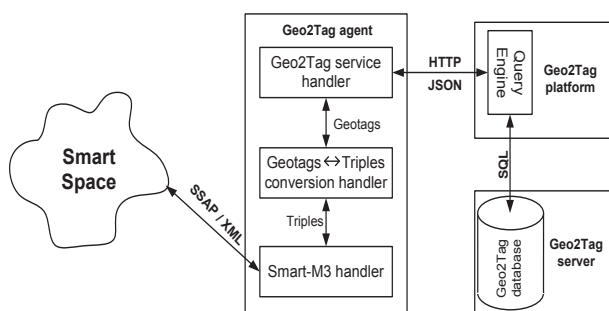 Geo2Tag agent
Geo2Tag service
handler
Geotags
Geotags ↔ Triples
conversion handler
Triples
Smart-M3 handler
Smart
Space
SSAP / XML
HTTP
JSON
Query
Engine
Geo2Tag
platform
SQL
Geo2Tag
database
Geo2Tag
server